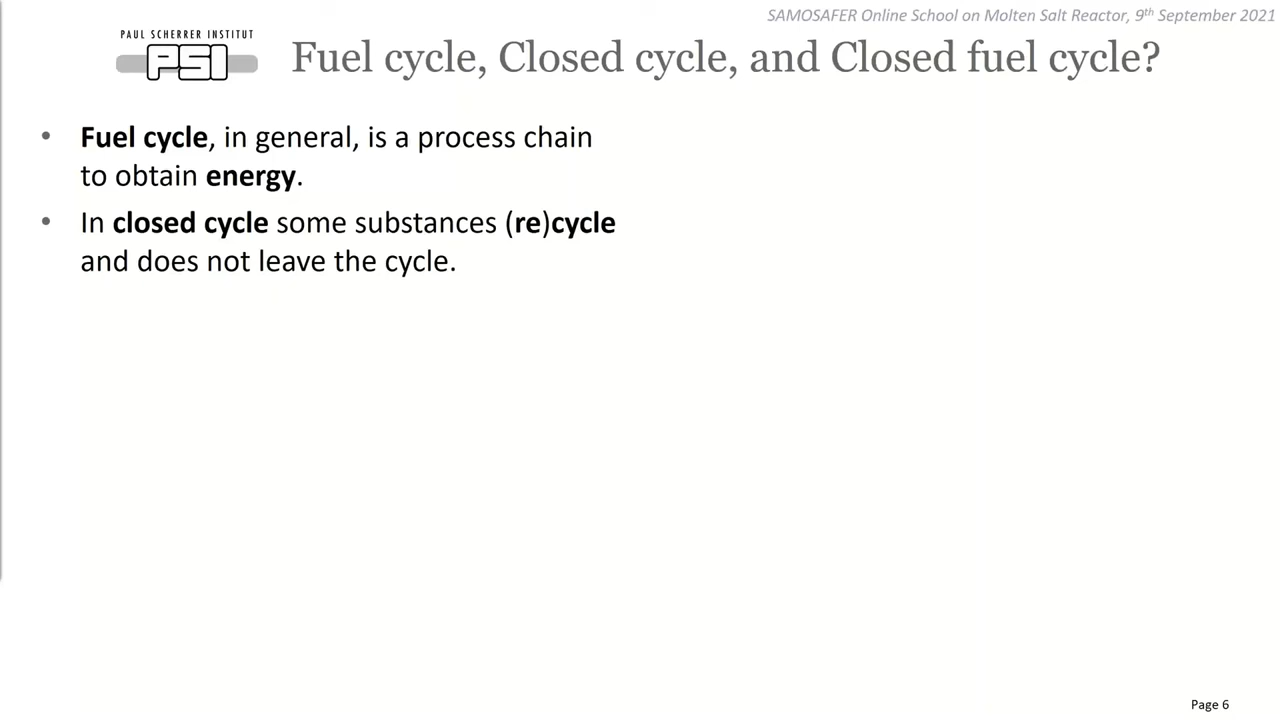 SAMOSAFER Online School on Molten Salt Reactor, 9th September 2021
PAUL SCHERRER INSTITUT
PSI
Fuel cycle, Closed cycle, and Closed fuel cycle?
• Fuel cycle, in general, is a process chain
to obtain energy.
• In closed cycle some substances (re)cycle
and does not leave the cycle.
Page 6